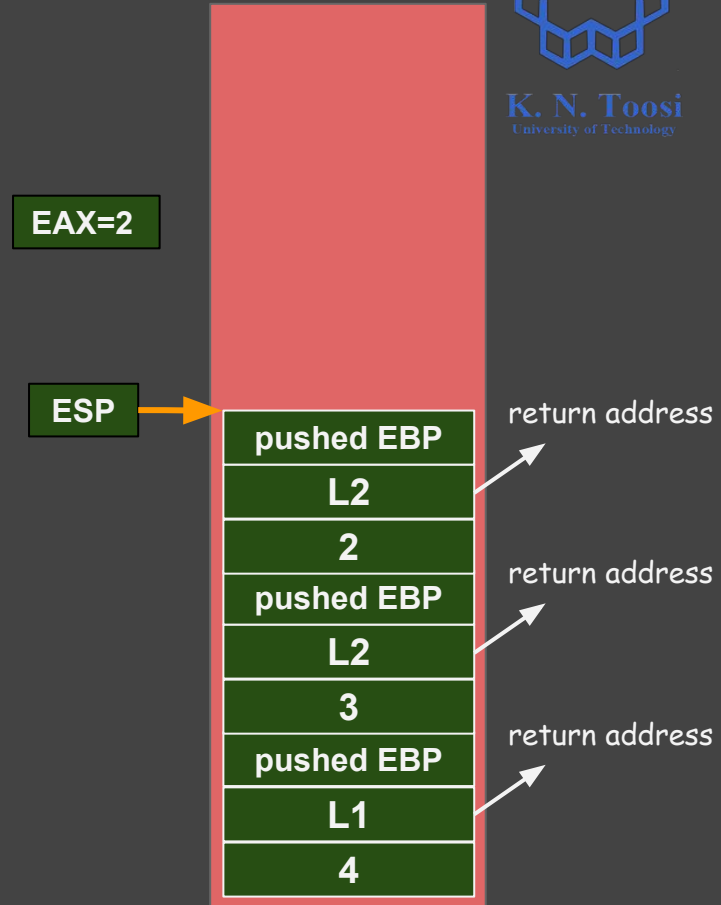 K. N. Toosi
University of Technology
EAX=2
ESP
pushed EBP
return address
L2
2
pushed EBP
return address
L2
3
pushed EBP
return address
L1
4